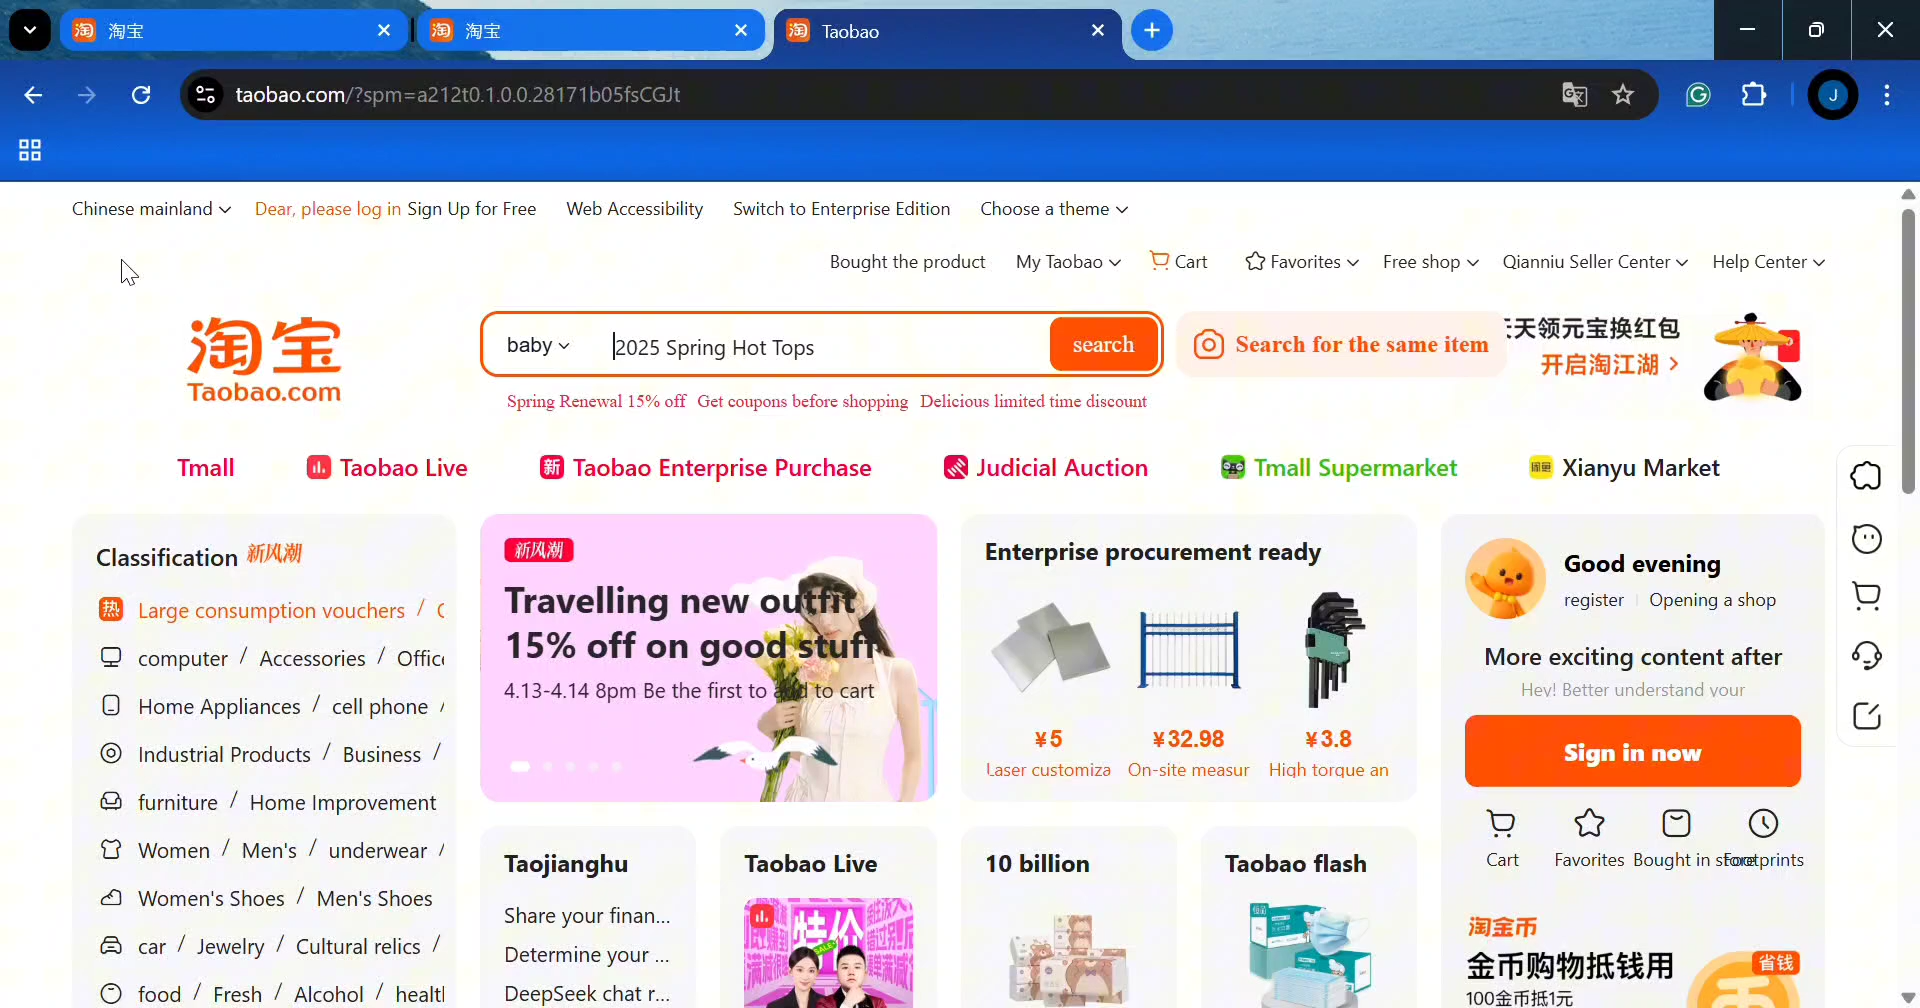 淘宝
淘宝
Taobao
taobao.com/?spm=a212t0.1.0.0.28171b05fsCGJt
J
Chinese mainland
Dear, please log in
Sign Up for Free
Web Accessibility
Switch to Enterprise Edition
Choose a theme
Bought the product
My Taobao
Cart
Favorites
Free shop
Qianniu Seller Center
Help Center
淘宝
Taobao.com
baby
2025 Spring Hot Tops
search
Search for the same item
天领元宝换红包
开启淘江湖 >
Spring Renewal 15% off
Get coupons before shopping
Delicious limited time discount
Tmall
Taobao Live
新 Taobao Enterprise Purchase
Judicial Auction
Tmall Supermarket
闲鱼 Xianyu Market
Classification 新风潮
热 Large consumption vouchers /
computer / Accessories /
Home Appliances / cell phone /
Industrial Products / Business /
furniture / Home Improvement
Women / Men's / underwear /
Women's Shoes / Men's Shoes
car / Jewelry / Cultural relics /
food / Fresh / Alcohol /
新风潮
Travelling new outfit
15% off on good stuff
4.13-4.14 8pm Be the first to add to cart
Enterprise procurement ready
¥5
¥32.98
¥3.8
Laser customiza
On-site measur
High torque an
Good evening
register
Opening a shop
More exciting content after
Hey! Better understand your
Sign in now
Cart
Favorites
Bought in store
Footprints
Taojianghu
Share your finan...
Determine your ...
DeepSeek chat r...
Taobao Live
特价
SALE
10 billion
Taobao flash
淘金币
金币购物抵钱用
省钱
100金币抵1元